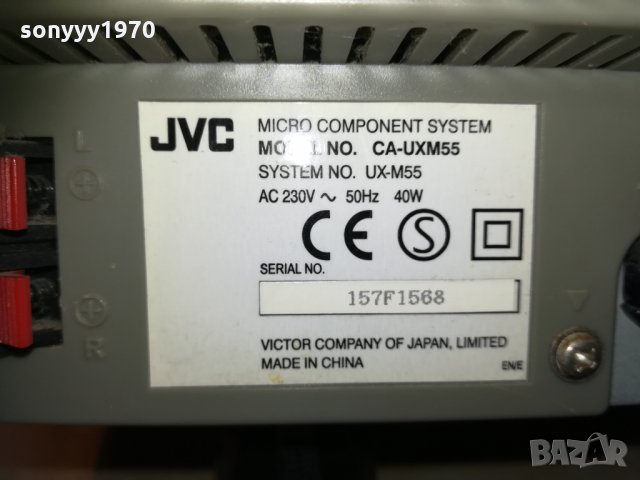 sonyyy1970
JVC
MICRO COMPONENT SYSTEM
MODEL NO. CA-UXM55
SYSTEM NO. UX-M55
AC 230V ~ 50Hz 40W
CE S
SERIAL NO.
157F1568
VICTOR COMPANY OF JAPAN, LIMITED
MADE IN CHINA
EN/E
L
R
BAZAR